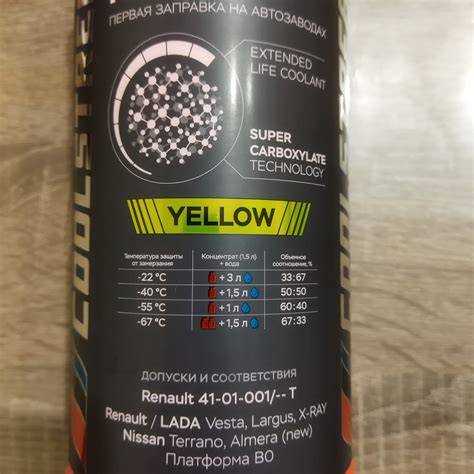 ПЕРВАЯ ЗАПРАВКА НА АВТОЗАВОДАХ
EXTENDED
LIFE COOLANT
SUPER
CARBOXYLATE
TECHNOLOGY
YELLOW
Температура защиты от замерзания Концентрат (1,5 л) + вода Объемное соотношение, %
-22 °C + 3 л 33:67
-40 °C + 1,5 л 50:50
-55 °C + 1 л 60:40
-67 °C + 1,5 л 67:33
ДОПУСКИ И СООТВЕТСТВИЯ
Renault 41-01-001/-- T
Renault / LADA Vesta, Largus, X-RAY
Nissan Terrano, Almera (new)
Платформа B0